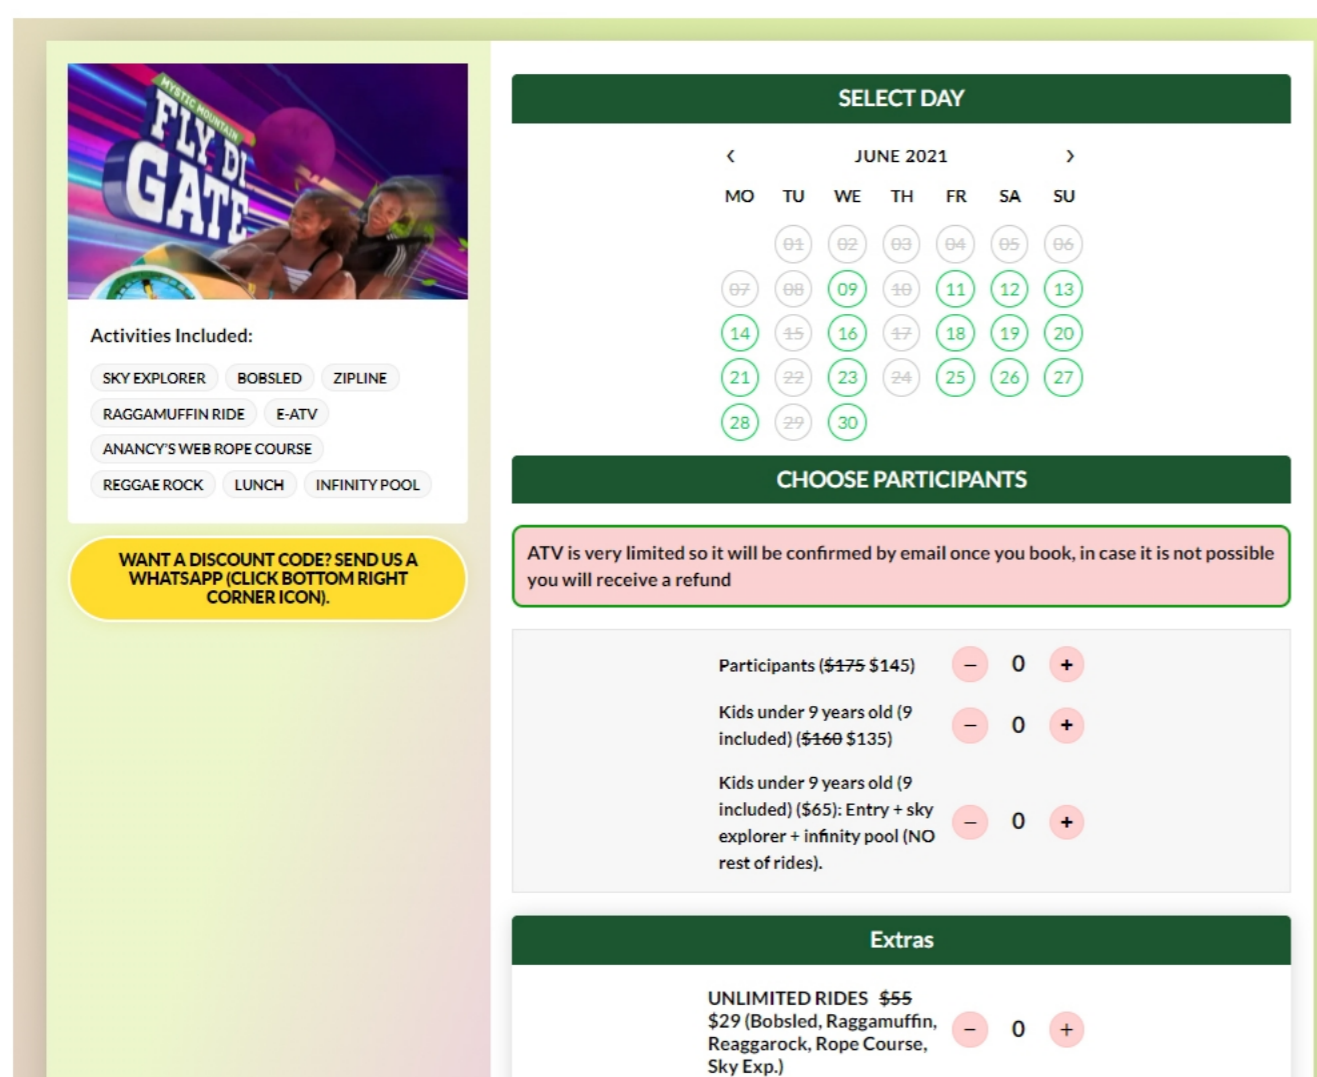 MYSTIC MOUNTAIN
FLY DI
GATE
Activities Included:
SKY EXPLORER BOBSLED ZIPLINE
RAGGAMUFFIN RIDE E-ATV
ANANCY'S WEB ROPE COURSE
REGGAE ROCK LUNCH INFINITY POOL
WANT A DISCOUNT CODE? SEND US A
WHATSAPP (CLICK BOTTOM RIGHT
CORNER ICON).
SELECT DAY
‹ JUNE 2021 ›
MO TU WE TH FR SA SU
01 02 03 04 05 06
07 08 09 10 11 12 13
14 15 16 17 18 19 20
21 22 23 24 25 26 27
28 29 30
CHOOSE PARTICIPANTS
ATV is very limited so it will be confirmed by email once you book, in case it is not possible
you will receive a refund
Participants ($175 $145) − 0 +
Kids under 9 years old (9
included) ($160 $135) − 0 +
Kids under 9 years old (9
included) ($65): Entry + sky
explorer + infinity pool (NO − 0 +
rest of rides).
Extras
UNLIMITED RIDES $55
$29 (Bobsled, Raggamuffin, − 0 +
Reaggarock, Rope Course,
Sky Exp.)